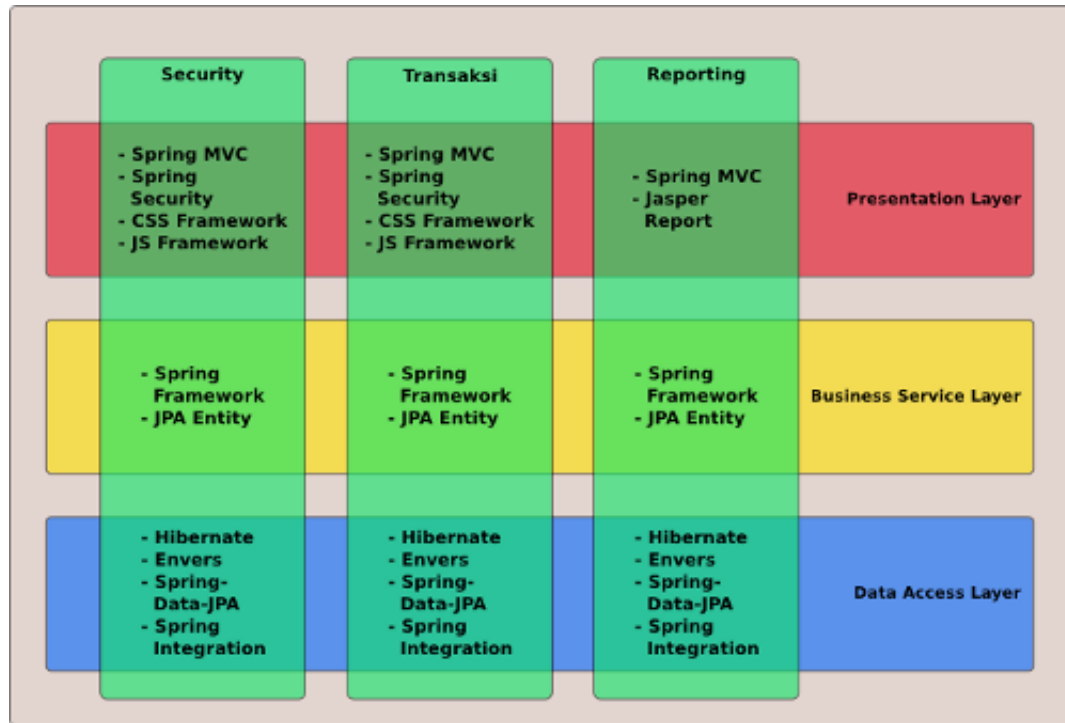 Security
Transaksi
Reporting
- Spring MVC
- Spring
Security
- CSS Framework
- JS Framework
- Spring MVC
- Spring
Security
- CSS Framework
- JS Framework
- Spring MVC
- Jasper
Report
Presentation Layer
- Spring
Framework
- JPA Entity
- Spring
Framework
- JPA Entity
- Spring
Framework
- JPA Entity
Business Service Layer
- Hibernate
- Envers
- Spring-
Data-JPA
- Spring
Integration
- Hibernate
- Envers
- Spring-
Data-JPA
- Spring
Integration
- Hibernate
- Envers
- Spring-
Data-JPA
- Spring
Integration
Data Access Layer